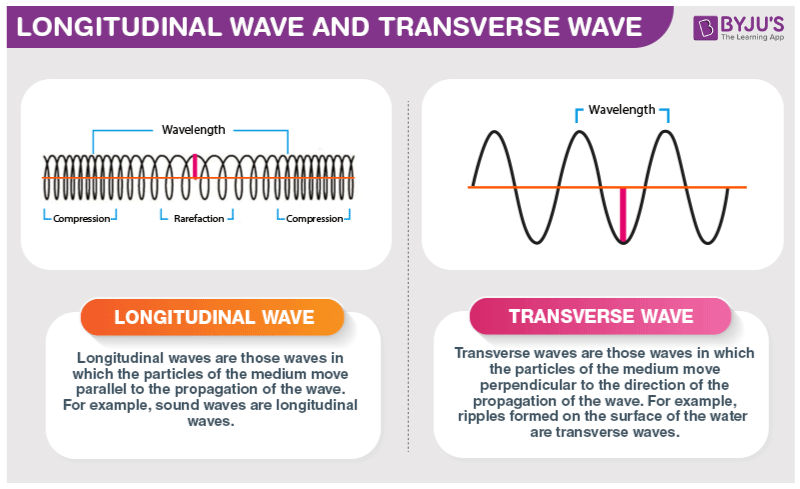 LONGITUDINAL WAVE AND TRANSVERSE WAVE
BYJU'S
The Learning App
Wavelength
Compression
Rarefaction
Compression
Wavelength
LONGITUDINAL WAVE
Longitudinal waves are those waves in
which the particles of the medium move
parallel to the propagation of the wave.
For example, sound waves are longitudinal
waves.
TRANSVERSE WAVE
Transverse waves are those waves in which
the particles of the medium move
perpendicular to the direction of the
propagation of the wave. For example,
ripples formed on the surface of the water
are transverse waves.